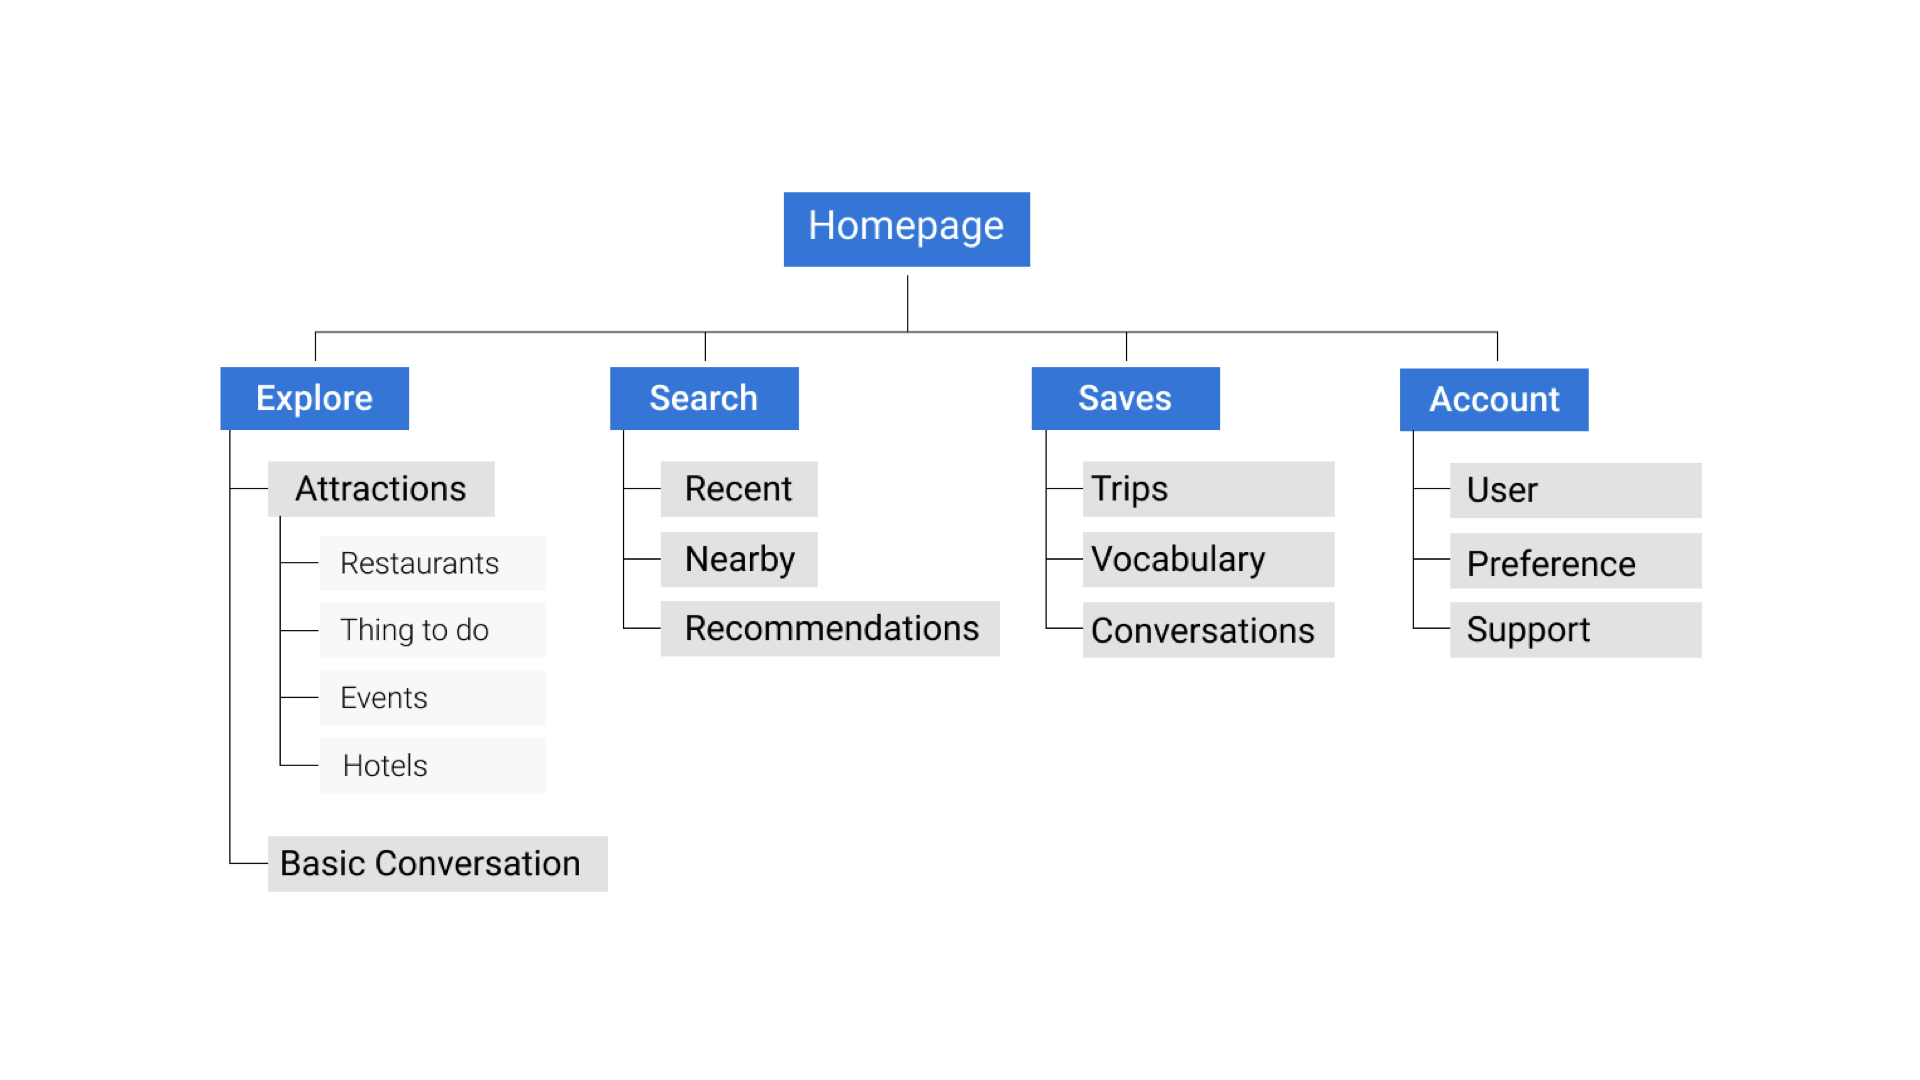 Homepage
Explore
Attractions
Restaurants
Thing to do
Events
Hotels
Basic Conversation
Search
Recent
Nearby
Recommendations
Saves
Trips
Vocabulary
Conversations
Account
User
Preference
Support